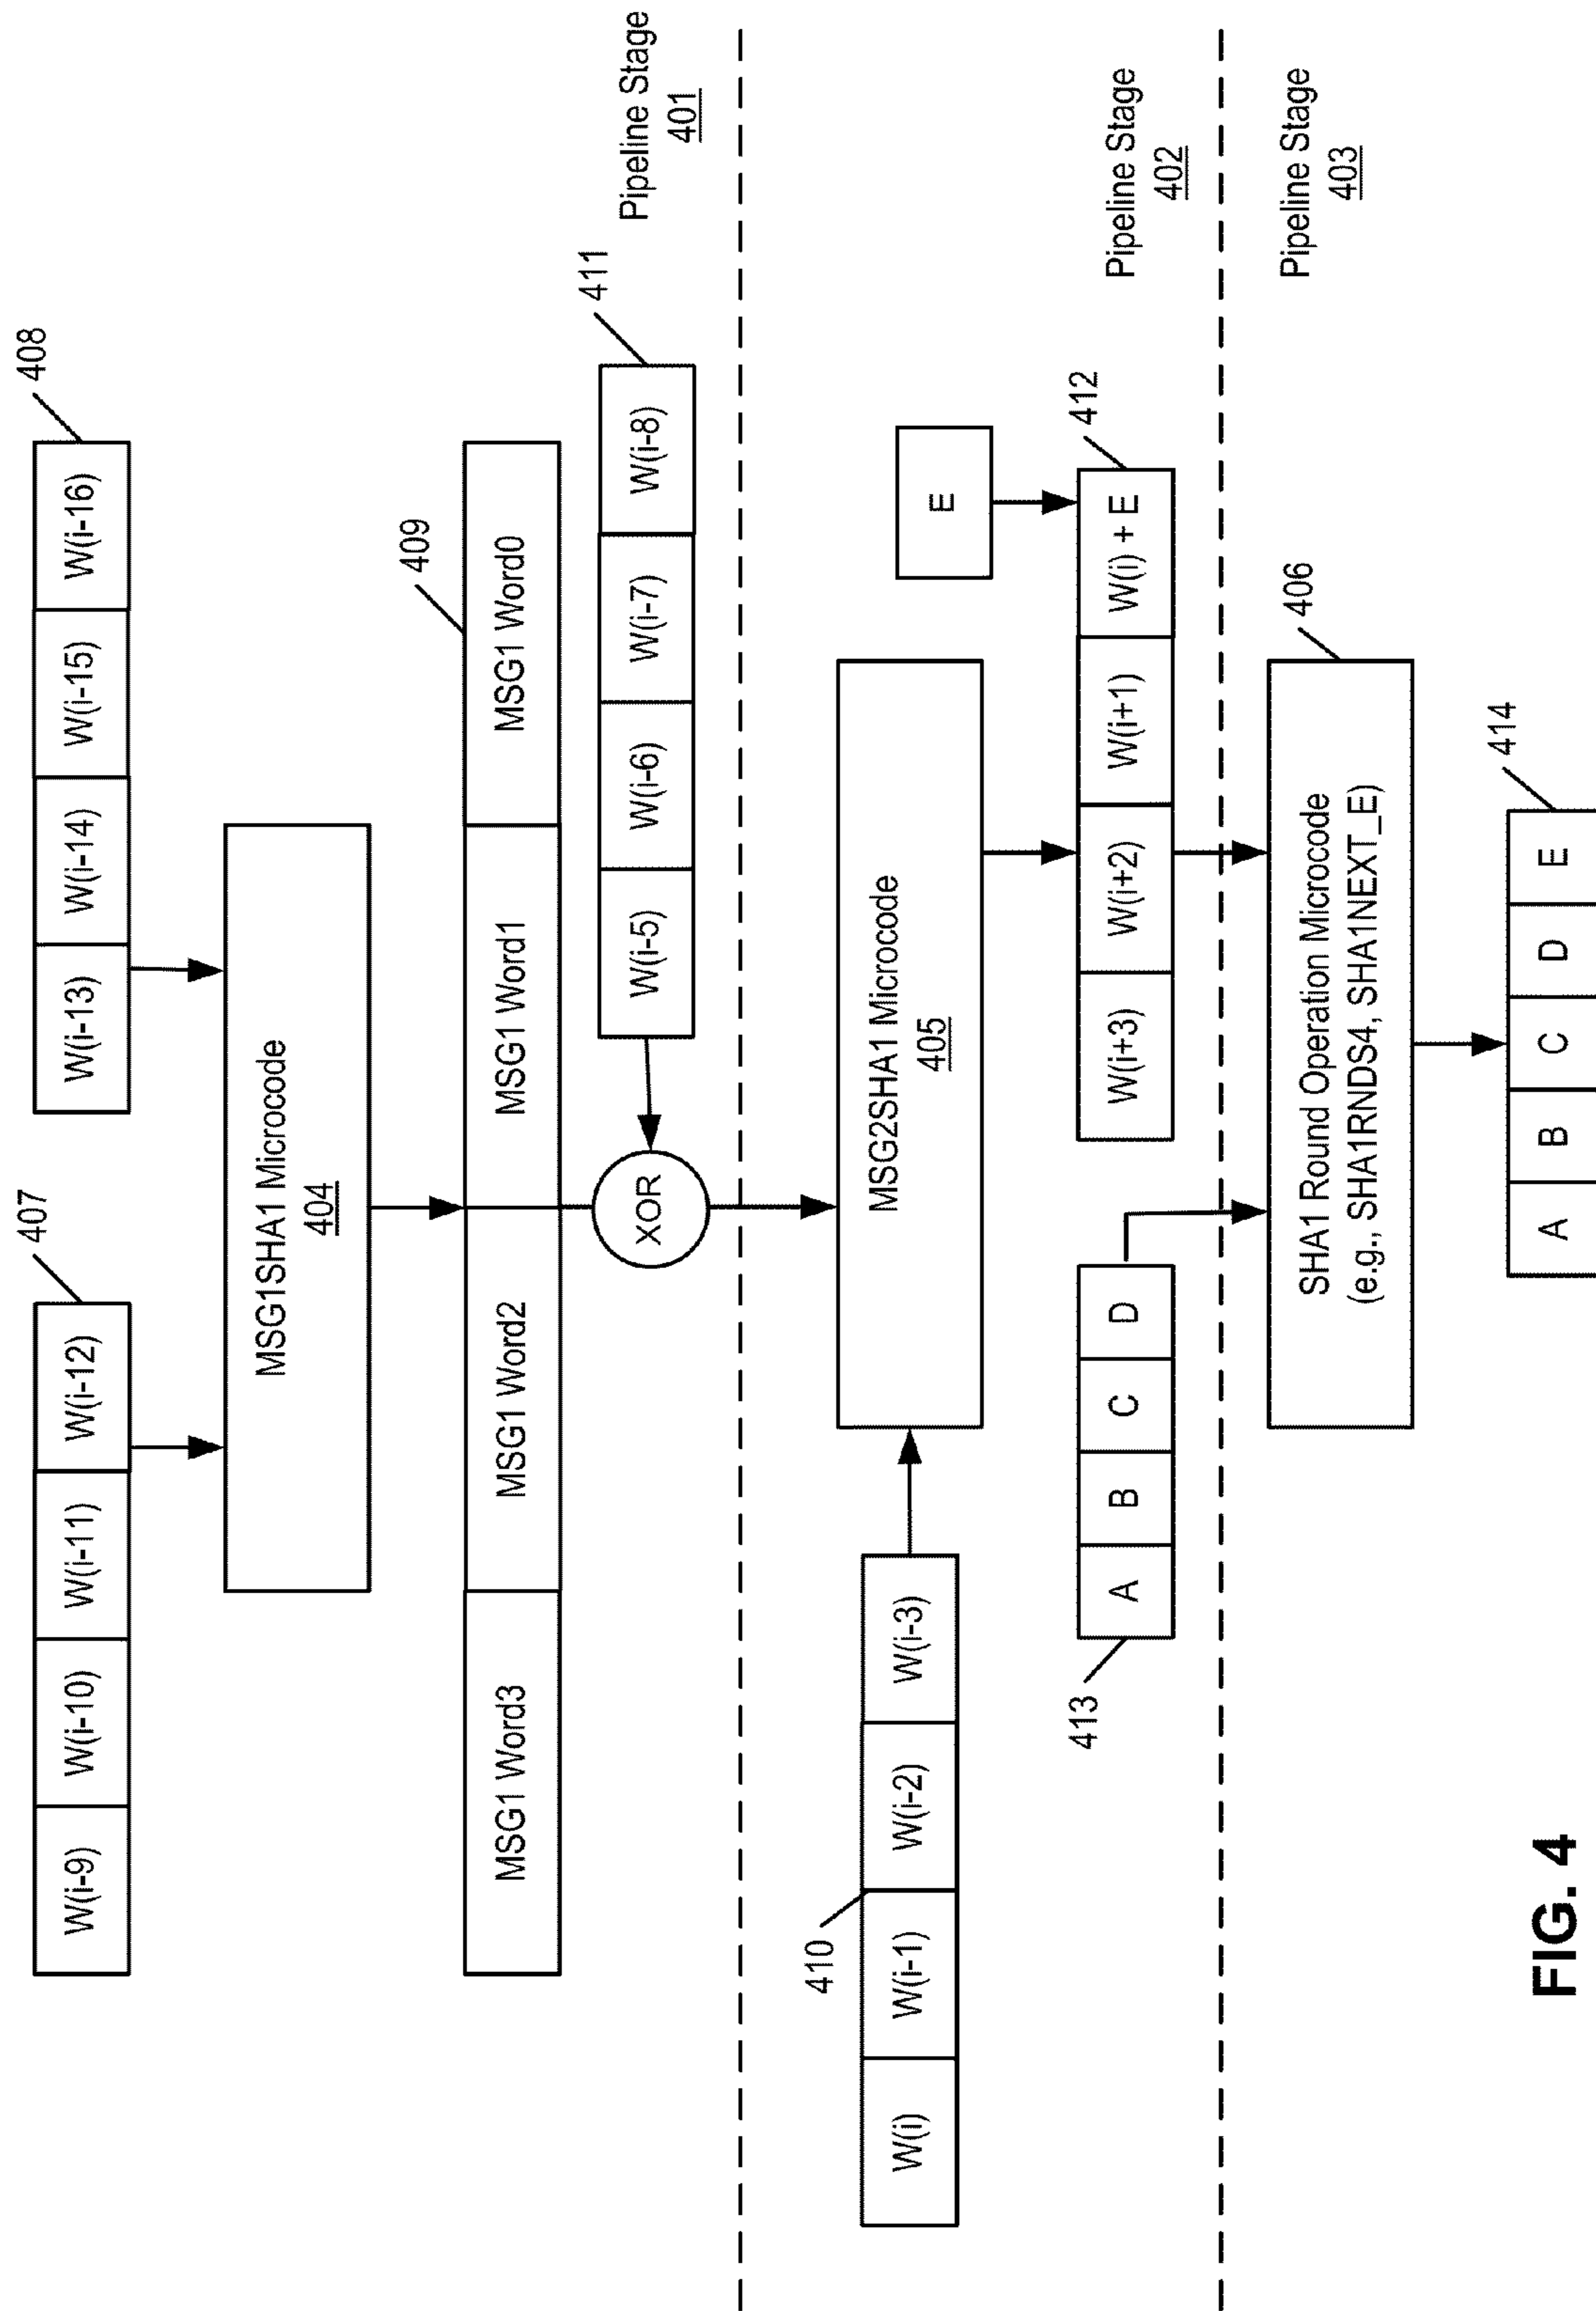 407
408
W(i-9) W(i-10) W(i-11) W(i-12)
W(i-13) W(i-14) W(i-15) W(i-16)
MSG1SHA1 Microcode
404
409
MSG1 Word3 MSG1 Word2 MSG1 Word1 MSG1 Word0
411
XOR
W(i-5) W(i-6) W(i-7) W(i-8)
Pipeline Stage
401
410
W(i) W(i-1) W(i-2) W(i-3)
MSG2SHA1 Microcode
405
E
412
413
A B C D
W(i+3) W(i+2) W(i+1) W(i) + E
Pipeline Stage
402
406
SHA1 Round Operation Microcode
(e.g., SHA1RNDS4, SHA1NEXT_E)
Pipeline Stage
403
414
A B C D E
FIG. 4